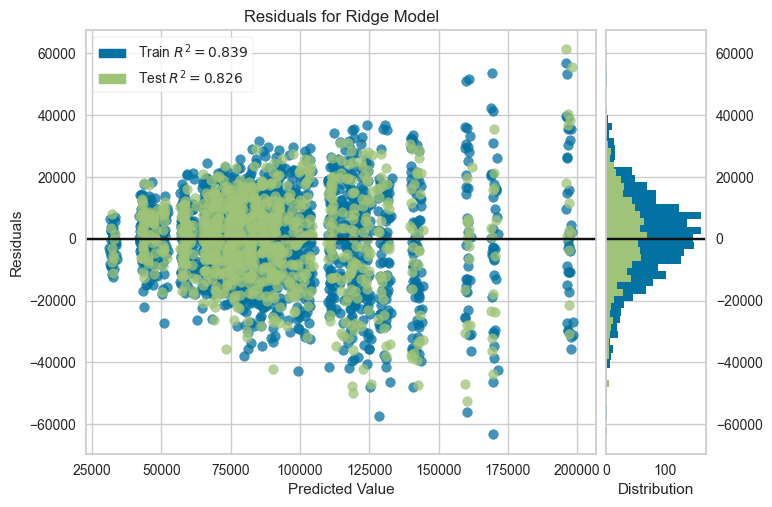 Residuals for Ridge Model
Train R² = 0.839
Test R² = 0.826
60000
40000
20000
0
−20000
−40000
−60000
Residuals
25000 50000 75000 100000 125000 150000 175000 200000
Predicted Value
60000
40000
20000
0
−20000
−40000
−60000
0 100
Distribution